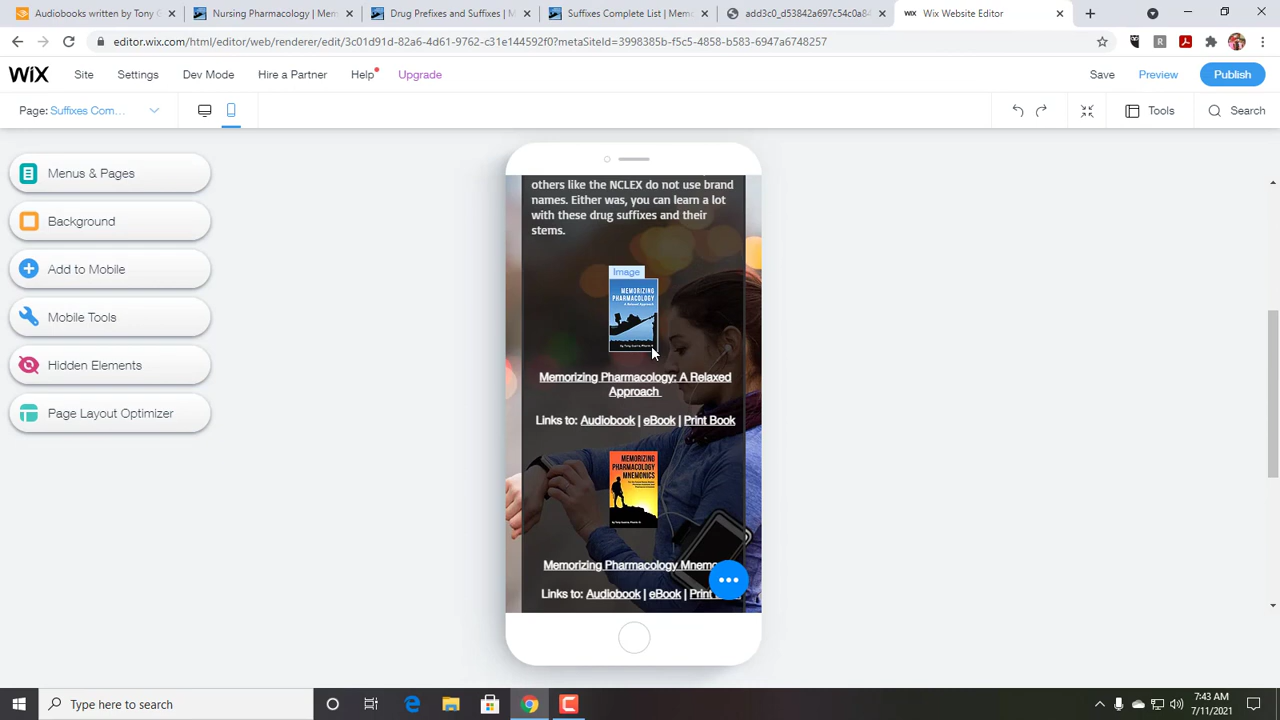 Audiobooks written by Tony G
Nursing Pharmacology | Mem
Drug Prefixes and Suffixes | M
Suffixes Complete List | Memo
add3c0_d53842a697c54c0a84
Wix Website Editor
editor.wix.com/html/editor/web/renderer/edit/3c01d91d-82a6-4d61-9762-c31e144592f0?metaSiteId=3998385b-f5c5-4858-b583-6947a6748257
WiX Site Settings Dev Mode Hire a Partner Help Upgrade Save Preview Publish
Page: Suffixes Com... Tools Search
Menus & Pages
Background
Add to Mobile
Mobile Tools
Hidden Elements
Page Layout Optimizer
others like the NCLEX do not use brand
names. Either was, you can learn a lot
with these drug suffixes and their
stems.
Image
MEMORIZING
PHARMACOLOGY
A Relaxed Approach
Memorizing Pharmacology: A Relaxed
Approach
Links to: Audiobook | eBook | Print Book
MEMORIZING
PHARMACOLOGY
MNEMONICS
Memorizing Pharmacology Mnem
Links to: Audiobook | eBook | Print B
Type here to search
7:43 AM
7/11/2021